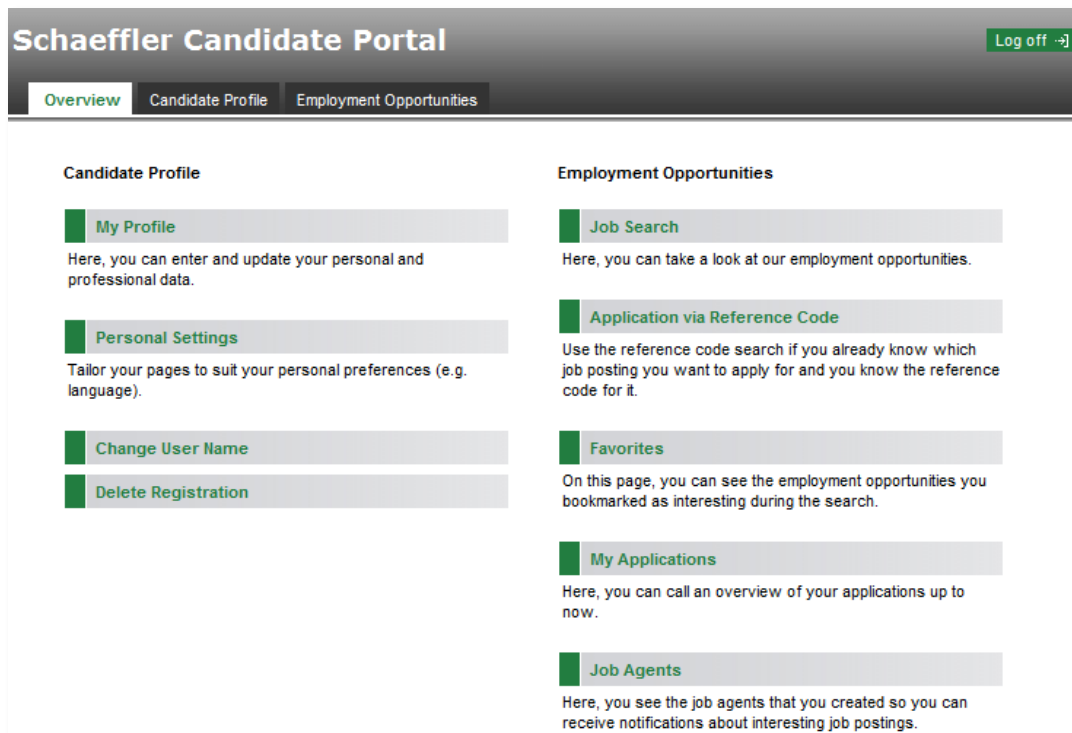 Schaeffler Candidate Portal
Log off
Overview
Candidate Profile
Employment Opportunities
Candidate Profile
My Profile
Here, you can enter and update your personal and
professional data.
Personal Settings
Tailor your pages to suit your personal preferences (e.g.
language).
Change User Name
Delete Registration
Employment Opportunities
Job Search
Here, you can take a look at our employment opportunities.
Application via Reference Code
Use the reference code search if you already know which
job posting you want to apply for and you know the reference
code for it.
Favorites
On this page, you can see the employment opportunities you
bookmarked as interesting during the search.
My Applications
Here, you can call an overview of your applications up to
now.
Job Agents
Here, you see the job agents that you created so you can
receive notifications about interesting job postings.